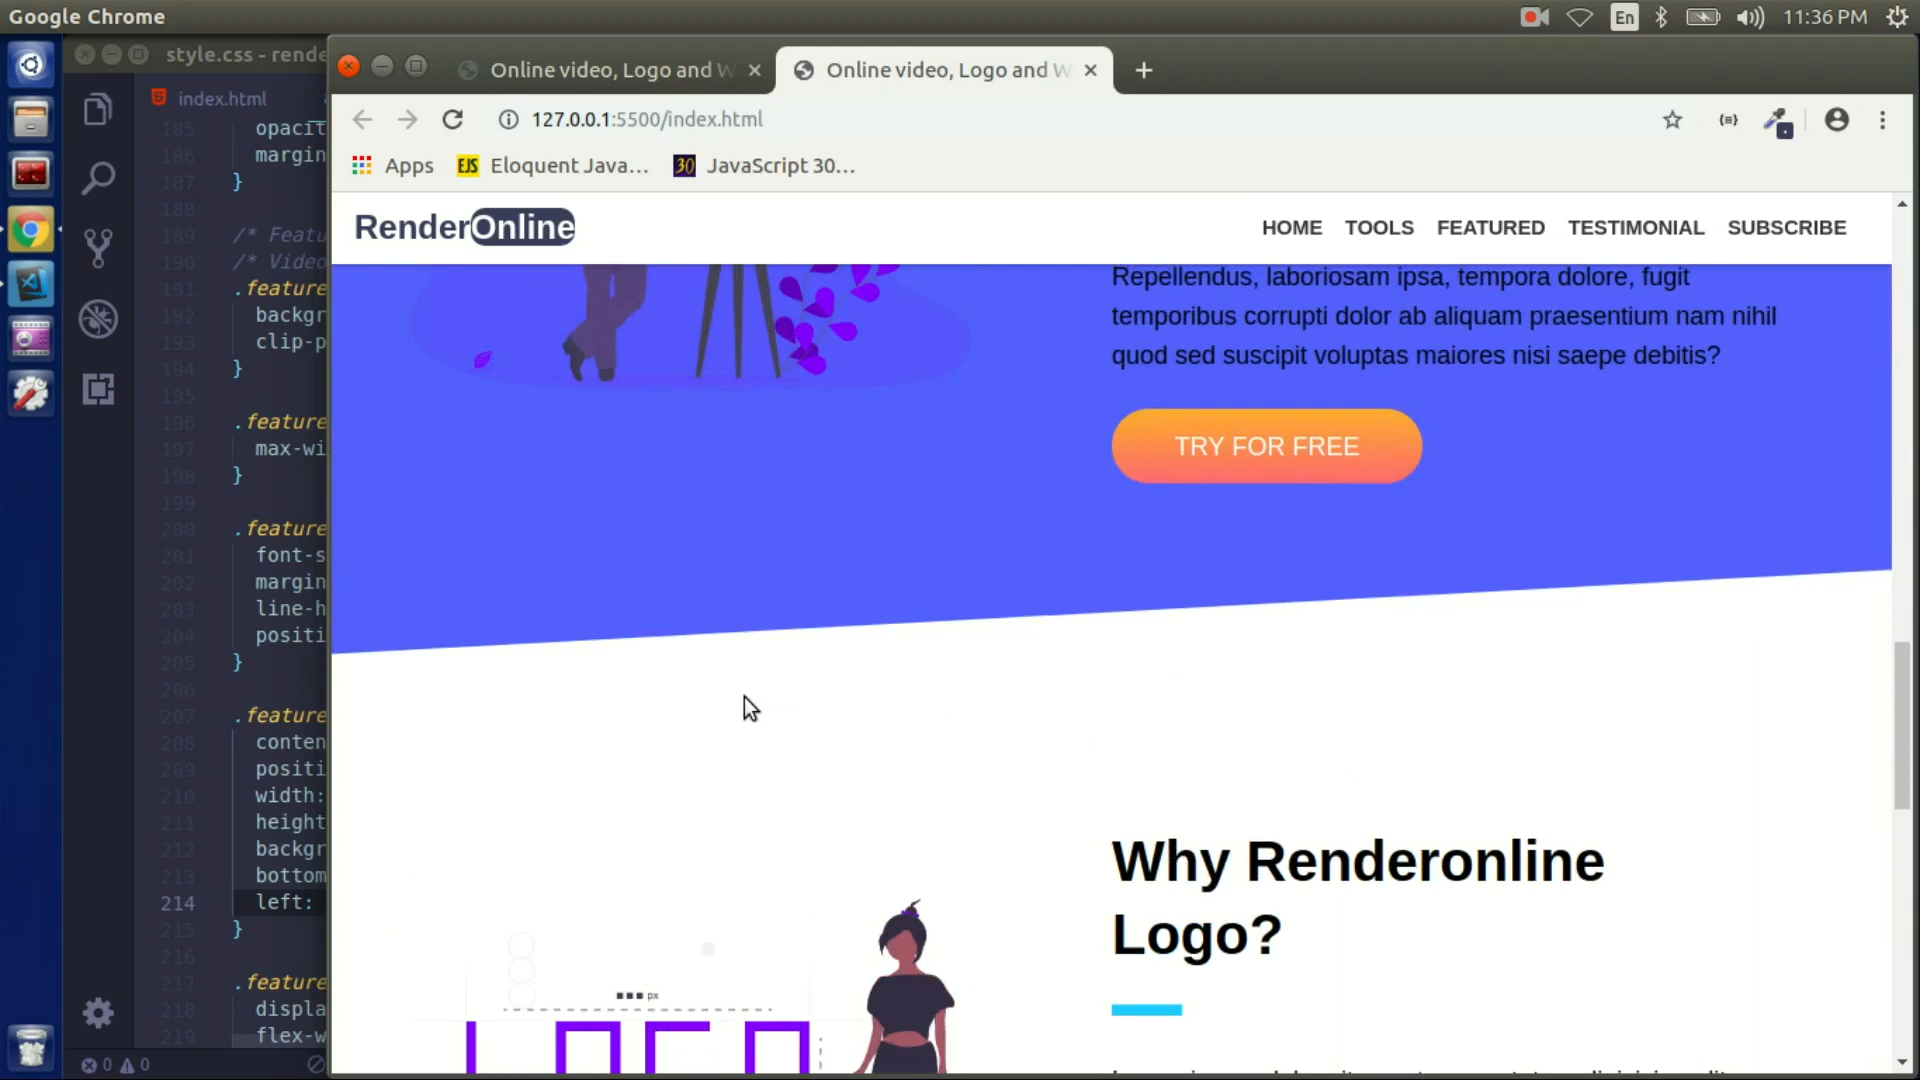 Google Chrome
En
11:36 PM
style.css - rende
Online video, Logo and W
Online video, Logo and W
index.html
127.0.0.1:5500/index.html
Apps
EJS Eloquent Java...
30 JavaScript 30...
RenderOnline
HOME TOOLS FEATURED TESTIMONIAL SUBSCRIBE
185 opacit
186 margin
187 }
188
189 /* Featu
190 /* Video
191 .feature
192 backgr
193 clip-p
194 }
195
196 .feature
197 max-wi
198 }
199
200 .feature
201 font-s
202 margin
203 line-h
204 positi
205 }
206
207 .feature
208 conten
209 positi
210 width:
211 height
212 backgr
213 bottom
214 left:
215 }
216
217 .feature
218 displa
219 flex-w
0 0
Repellendus, laboriosam ipsa, tempora dolore, fugit
temporibus corrupti dolor ab aliquam praesentium nam nihil
quod sed suscipit voluptas maiores nisi saepe debitis?
TRY FOR FREE
Why Renderonline
Logo?
px